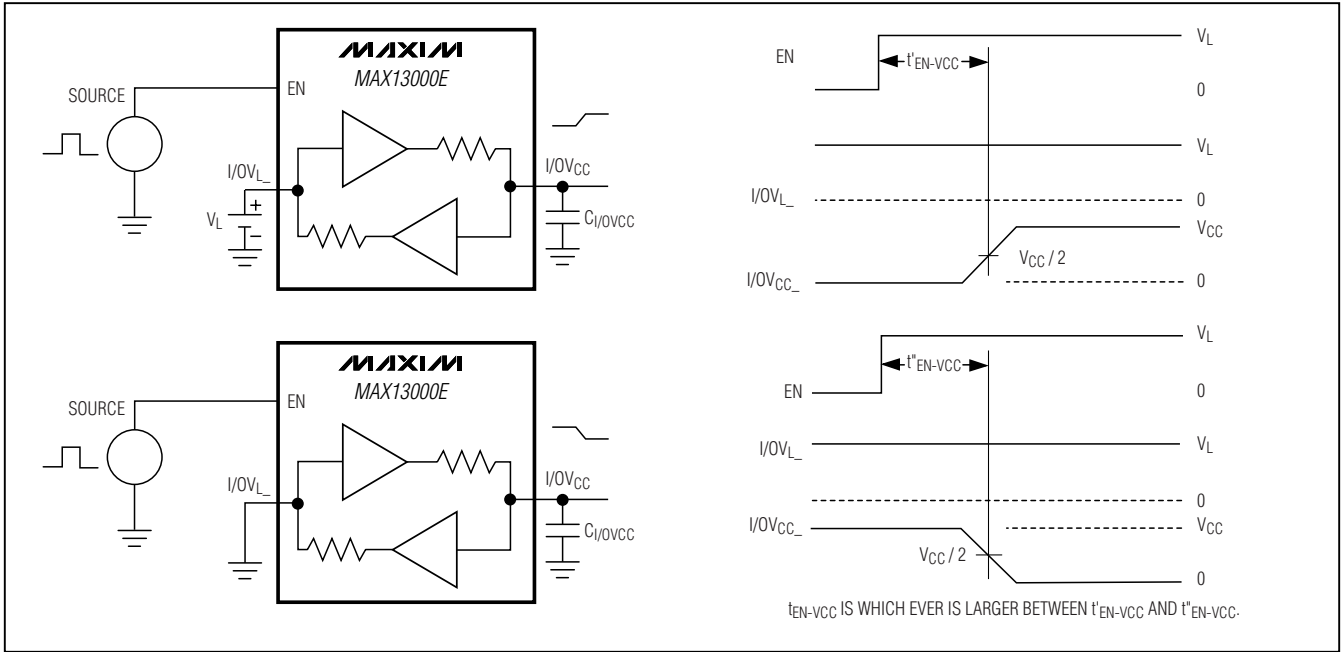 MAXIM
MAX13000E
SOURCE
EN
I/OVL_
VL
+
−
I/OVCC
CI/OVCC
EN
t'EN-VCC
VL
0
I/OVL_
VL
0
I/OVCC_
VCC
VCC / 2
0
MAXIM
MAX13000E
SOURCE
EN
I/OVL_
I/OVCC
CI/OVCC
EN
t"EN-VCC
VL
0
I/OVL_
VL
0
I/OVCC_
VCC
VCC / 2
0
tEN-VCC IS WHICH EVER IS LARGER BETWEEN t'EN-VCC AND t"EN-VCC.